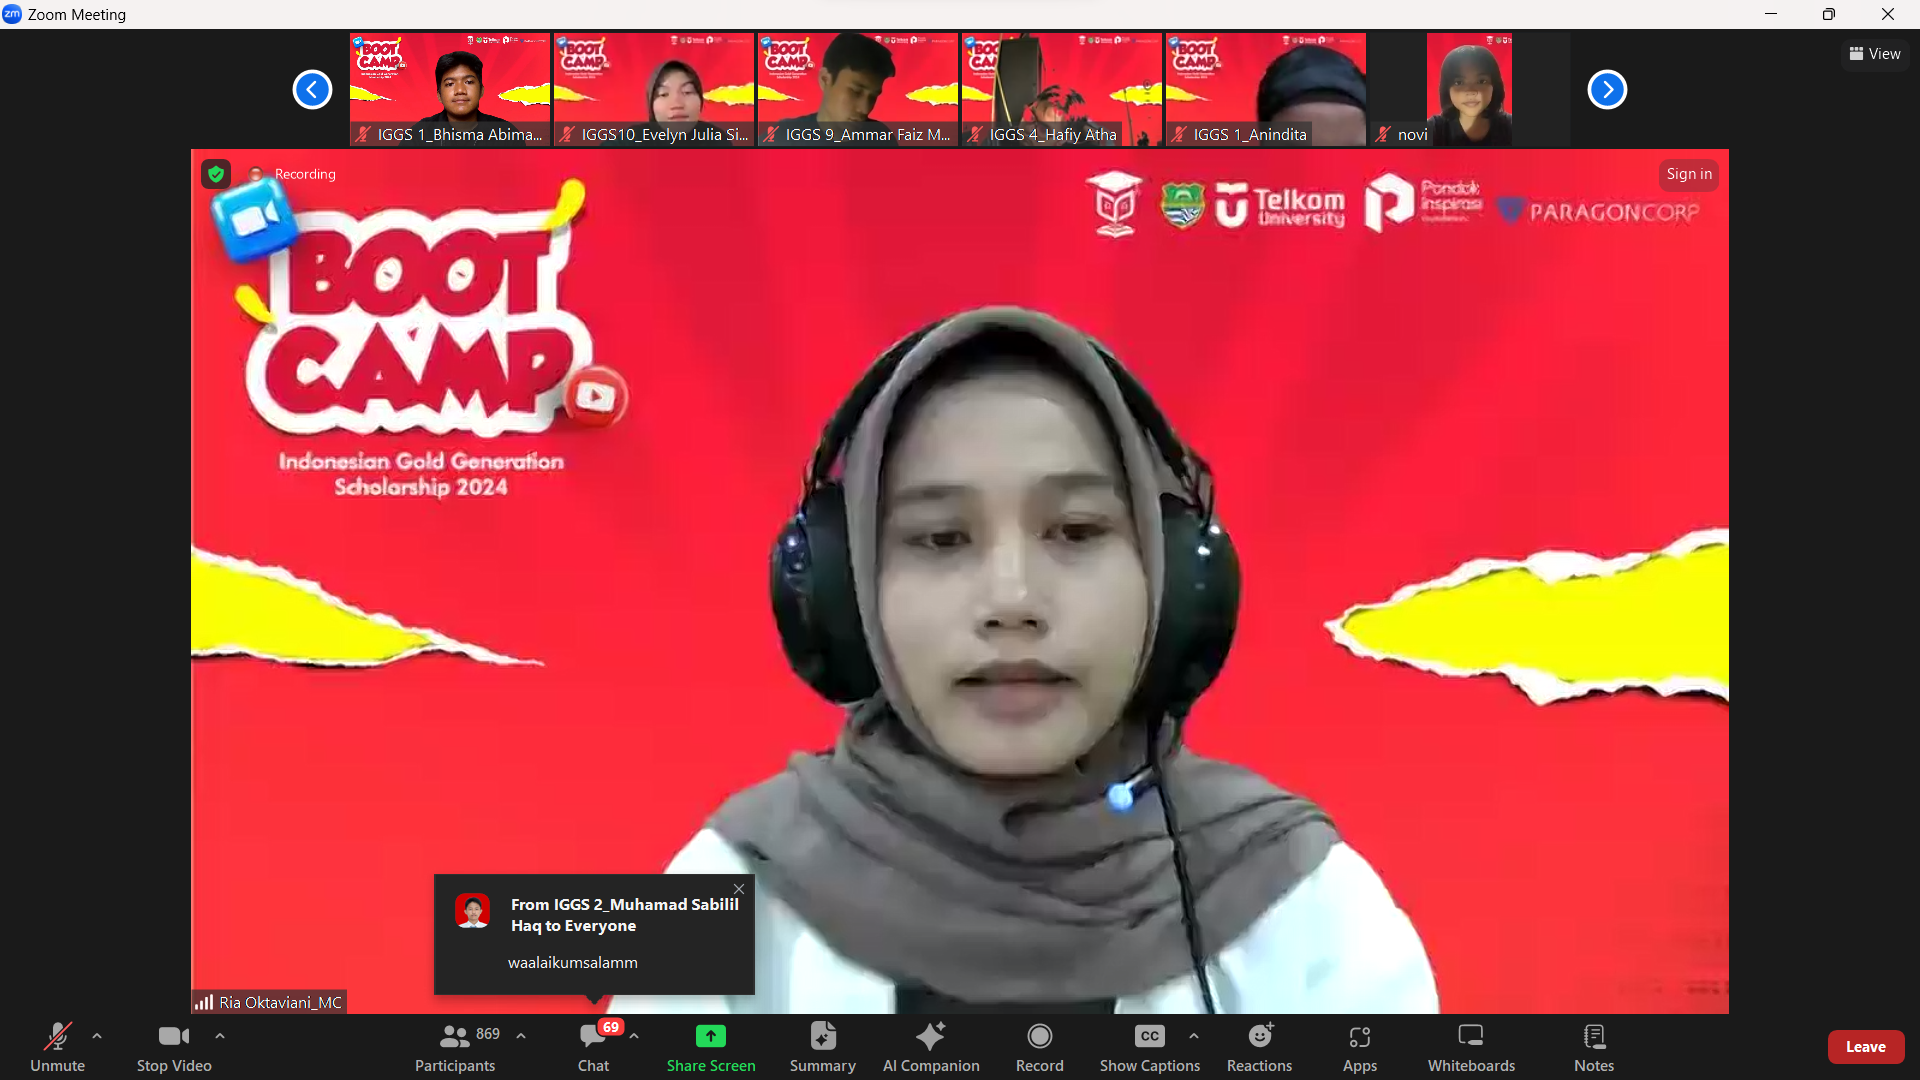 Zoom Meeting
View
IGGS 1_Bhisma Abima...
IGGS10_Evelyn Julia Si...
IGGS 9_Ammar Faiz M...
IGGS 4_Hafiy Atha
IGGS 1_Anindita
novi
Recording
Sign in
BOOT
CAMP
Indonesian Gold Generation
Scholarship 2024
Telkom
University
Pondok
Inspirasi
PARAGONCORP
From IGGS 2_Muhamad Sabilil
Haq to Everyone
waalaikumsalamm
Ria Oktaviani_MC
Unmute
Stop Video
869
Participants
69
Chat
Share Screen
Summary
AI Companion
Record
CC
Show Captions
Reactions
Apps
Whiteboards
Notes
Leave